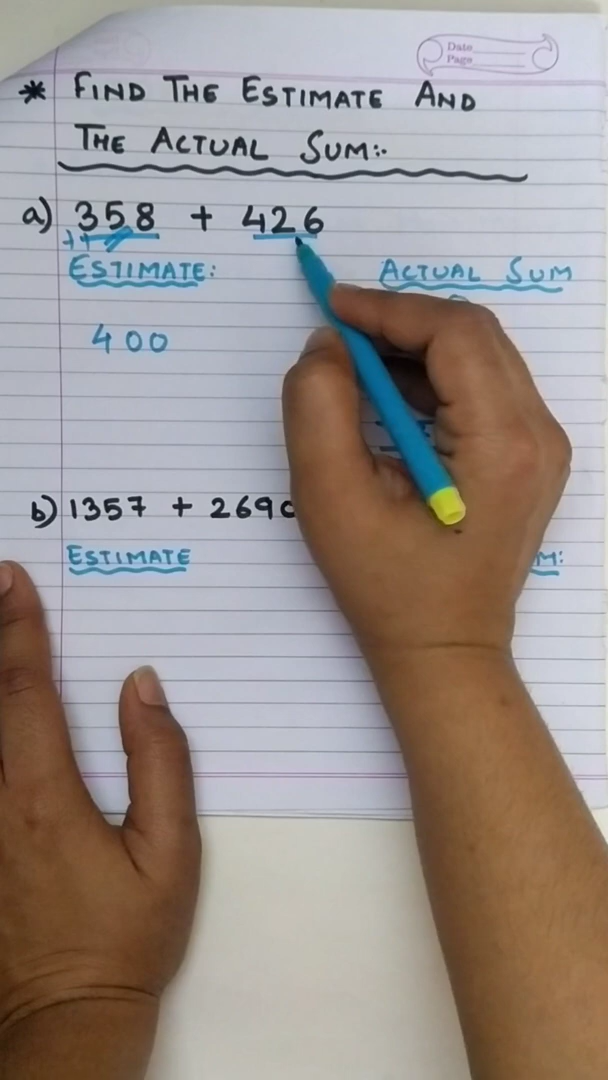 Date
Page
* FIND THE ESTIMATE AND
THE ACTUAL SUM:-
a) 358 + 426
ESTIMATE: ACTUAL SUM
400
b) 1357 + 269
ESTIMATE M: